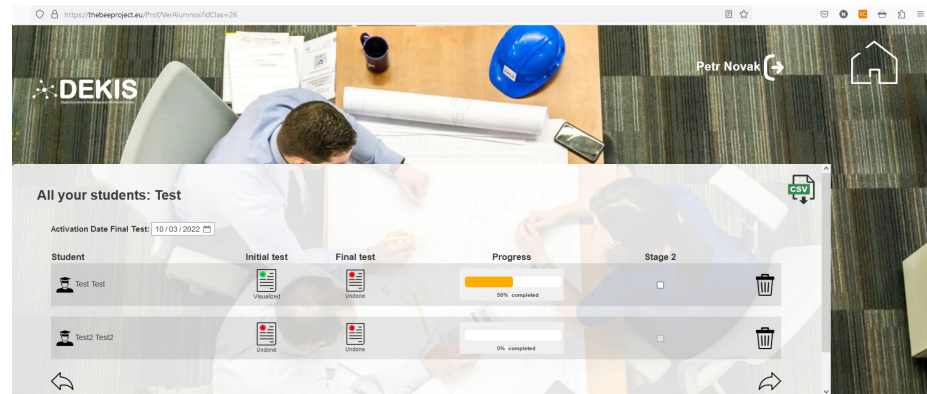 https://thebeeproject.eu/Prof/VerAlumnos?idClas=26
Petr Novak
DEKIS
CSV
All your students: Test
Activation Date Final Test: 10 / 03 / 2022
Student Initial test Final test Progress Stage 2
Test Test Visualized Undone 50% completed
Test2 Test2 Undone Undone 0% completed